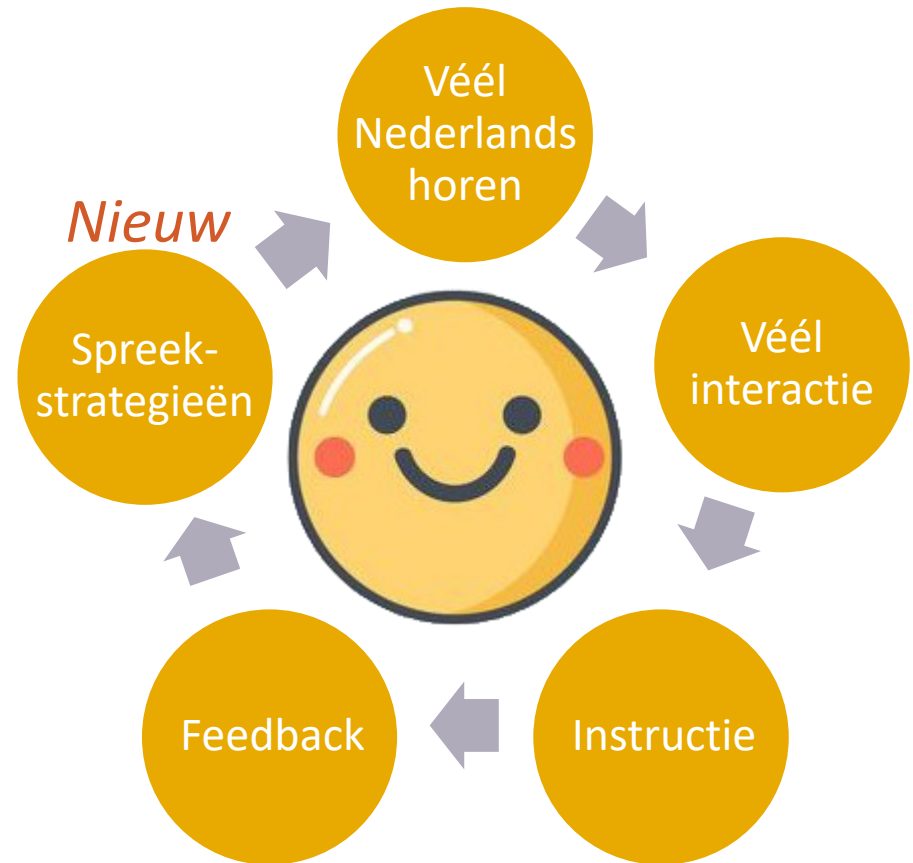 Véél
Nederlands
horen
Véél
interactie
Instructie
Feedback
Nieuw
Spreek-
strategieën